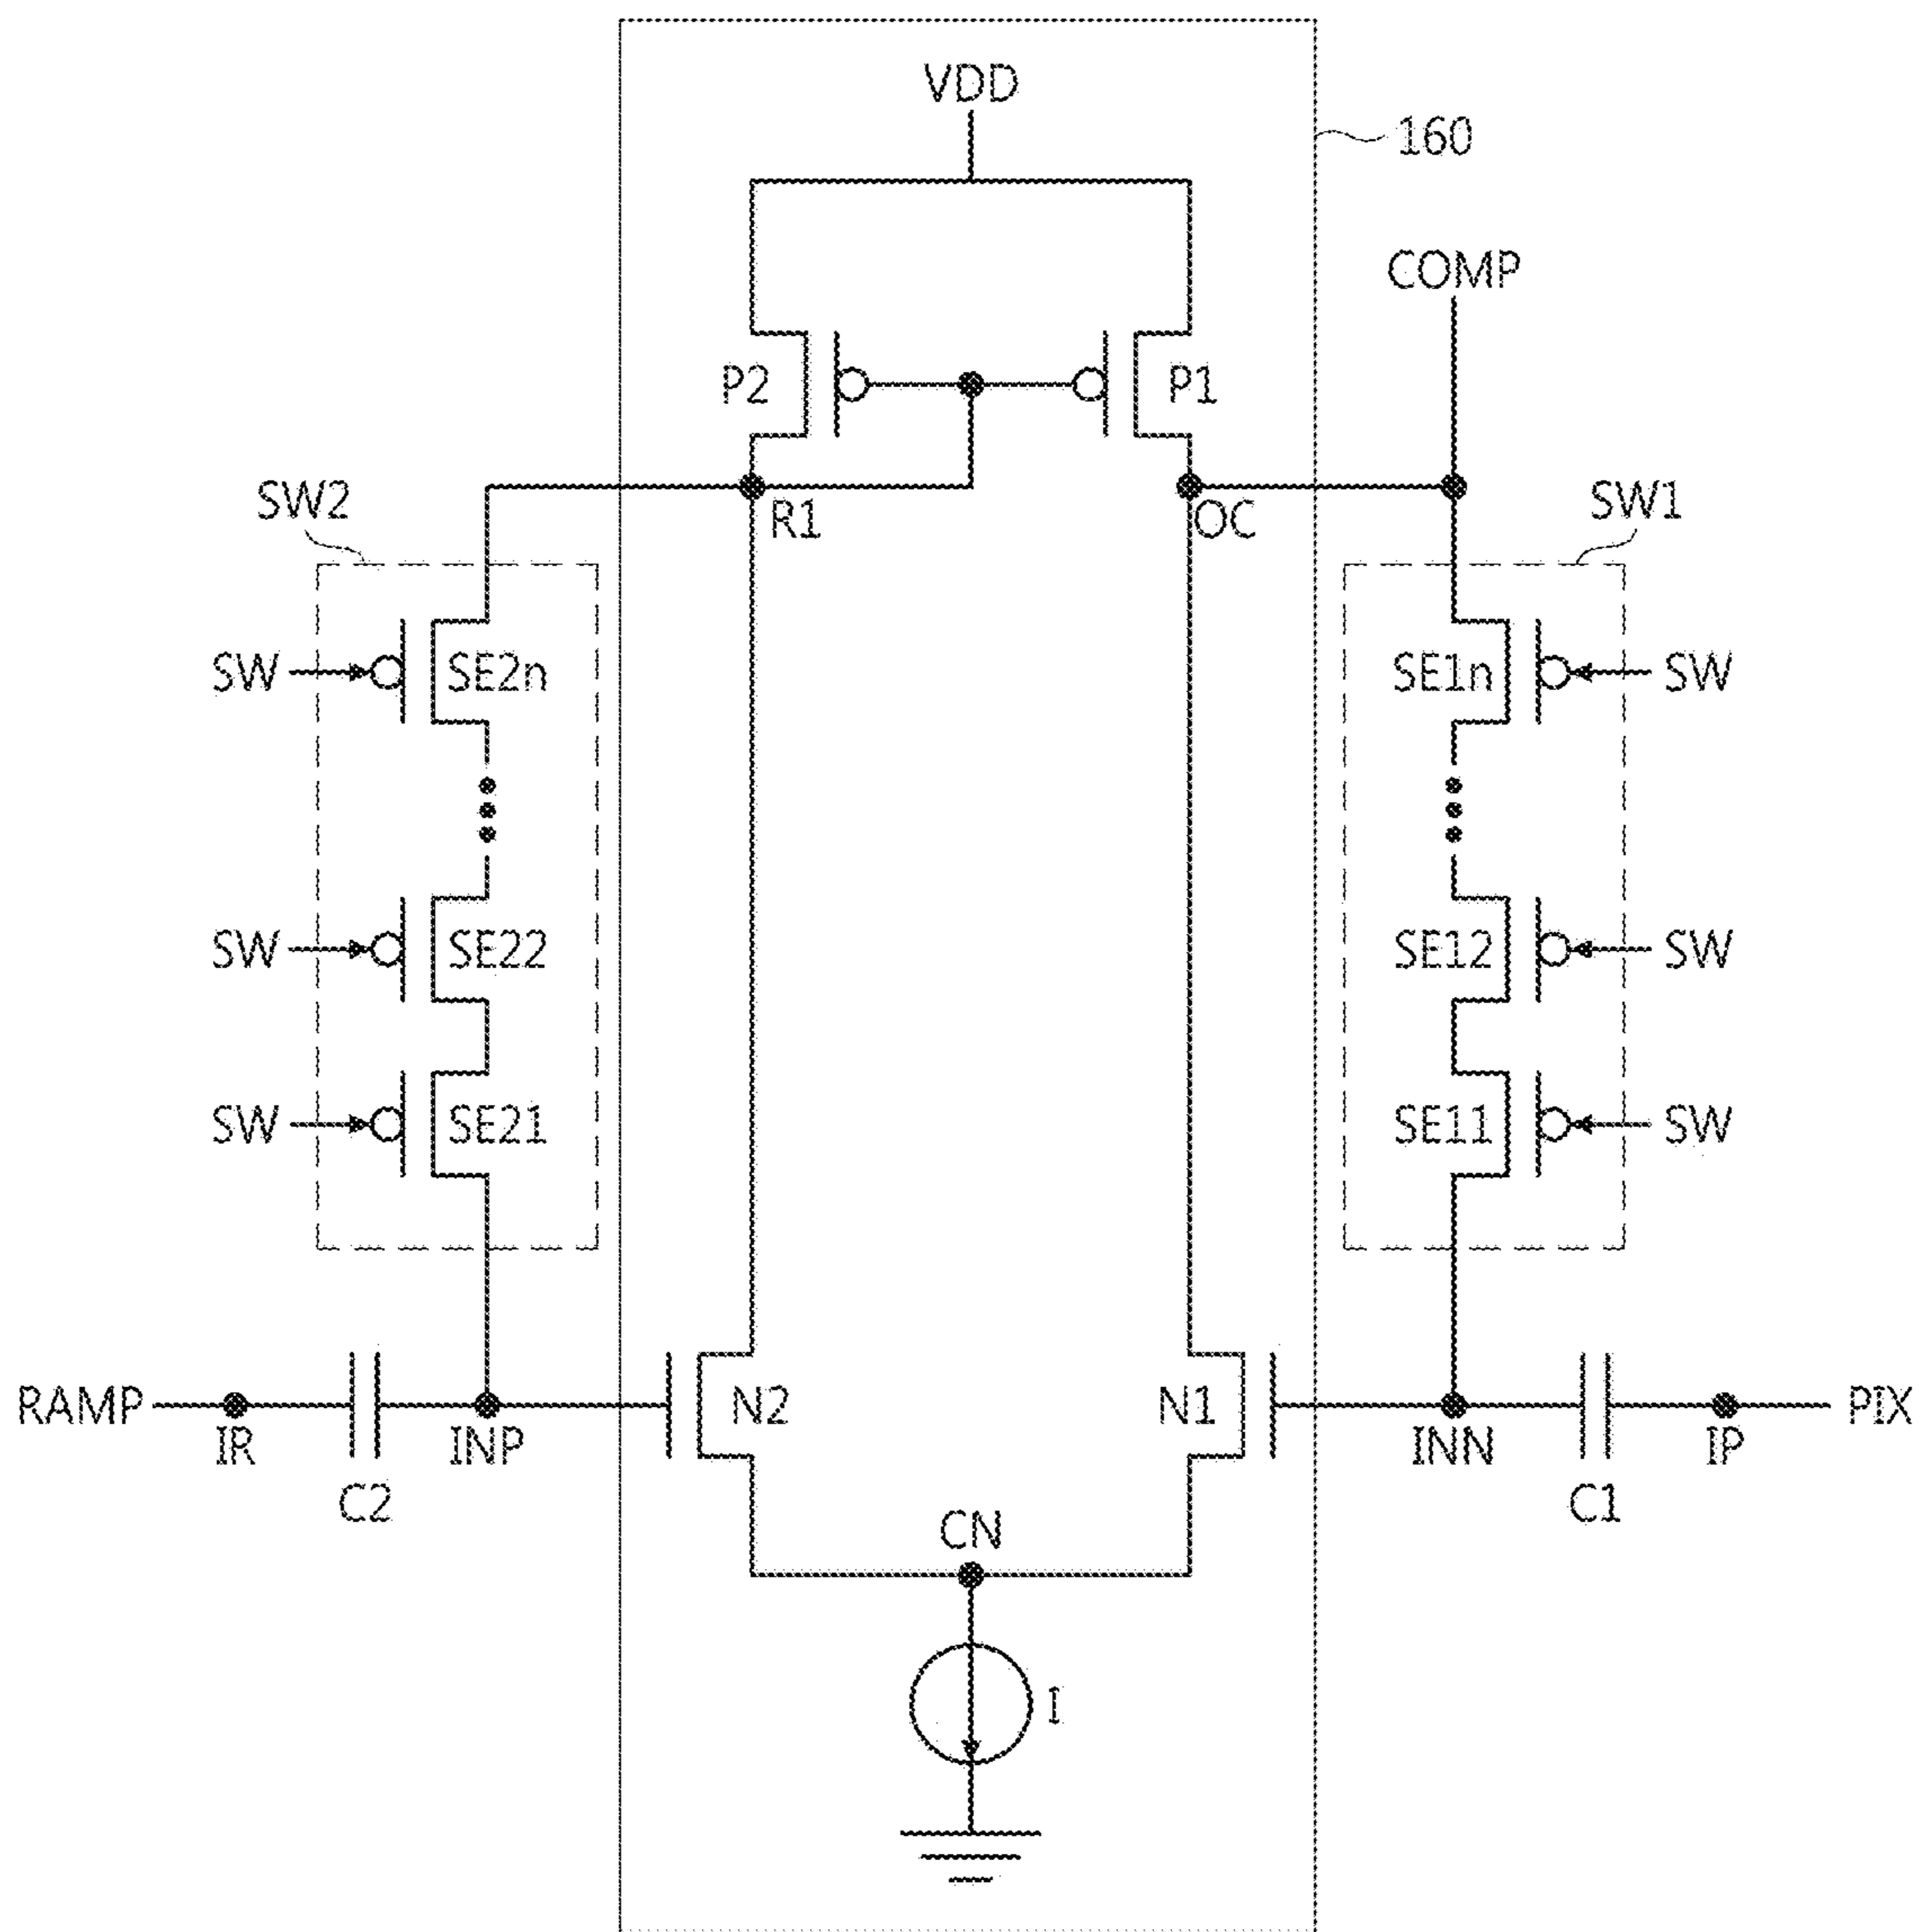 VDD
160
COMP
P2
P1
SW2
R1
OC
SW1
SW
SE2n
SE1n
SW
SW
SE22
SE12
SW
SW
SE21
SE11
SW
RAMP
IR
C2
INP
N2
N1
INN
C1
IP
PIX
CN
I